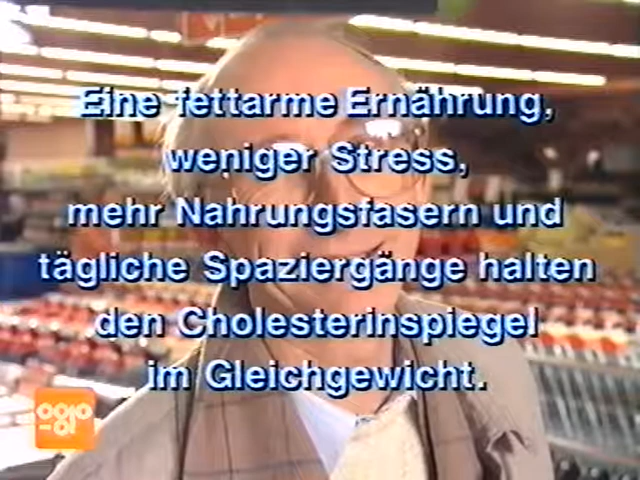 Eine fettarme Ernährung,
weniger Stress,
mehr Nahrungsfasern und
tägliche Spaziergänge halten
den Cholesterinspiegel
im Gleichgewicht.